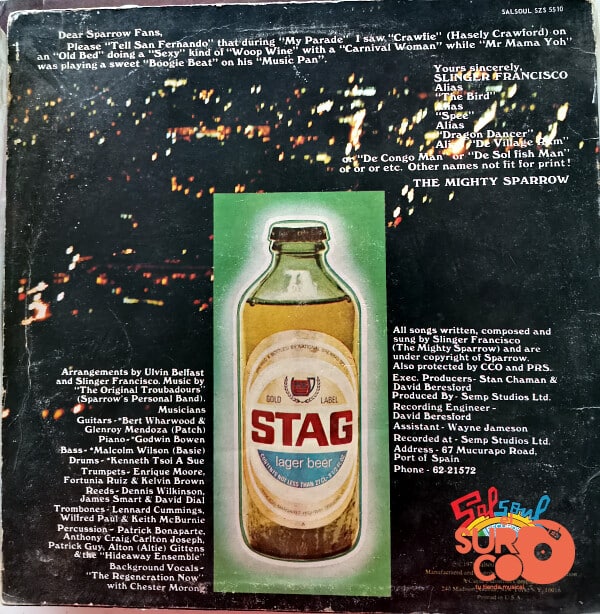 SALSOUL SZS 5510
Dear Sparrow Fans,
Please "Tell San Fernando" that during "My Parade" I saw "Crawfie" (Hasely Crawford) on
an "Old Bed" doing a "Sexy" kind of "Woop Wine" with a "Carnival Woman" while "Mr Mama Yoh"
was playing a sweet "Boogie Beat" on his "Music Pan".
Yours sincerely,
SLINGER FRANCISCO
Alias
"The Bird"
alias
"Spec"
Alias
"Dragon Dancer"
Alias "De Village Ram"
or "De Congo Man" or "De Sol fish Man"
or or or etc. Other names not fit for print!
THE MIGHTY SPARROW
Arrangements by Ulvin Belfast
and Slinger Francisco. Music by
"The Original Troubadours"
(Sparrow's Personal Band).
Musicians
Guitars - *Bert Wharwood &
Glenroy Mendoza (Patch)
Piano - *Godwin Bowen
Bass - *Malcolm Wilson (Basie)
Drums - *Kenneth Tsoi A Sue
Trumpets - Enrique Moore,
Fortunia Ruiz & Kelvin Brown
Reeds - Dennis Wilkinson,
James Smart & David Dial
Trombones - Lennard Cummings,
Wilfred Paul & Keith McBurnie
Percussion - Patrick Bonaparte,
Anthony Craig, Carlton Joseph,
Patrick Guy, Alton (Altie) Gittens
& the "Hideaway Ensemble"
Background Vocals -
"The Regeneration Now"
with Chester Morong
GOLD LABEL
STAG
lager beer
All songs written, composed and
sung by Slinger Francisco
(The Mighty Sparrow) and are
under copyright of Sparrow.
Also protected by CCO and PRS.
Exec. Producers - Stan Chaman &
David Beresford
Produced By - Semp Studios Ltd.
Recording Engineer -
David Beresford
Assistant - Wayne Jameson
Recorded at - Semp Studios Ltd.
Address - 67 Mucurapo Road,
Port of Spain
Phone - 62-21572
Salsoul
SURCO
tu tienda musical
Printed in U.S.A.